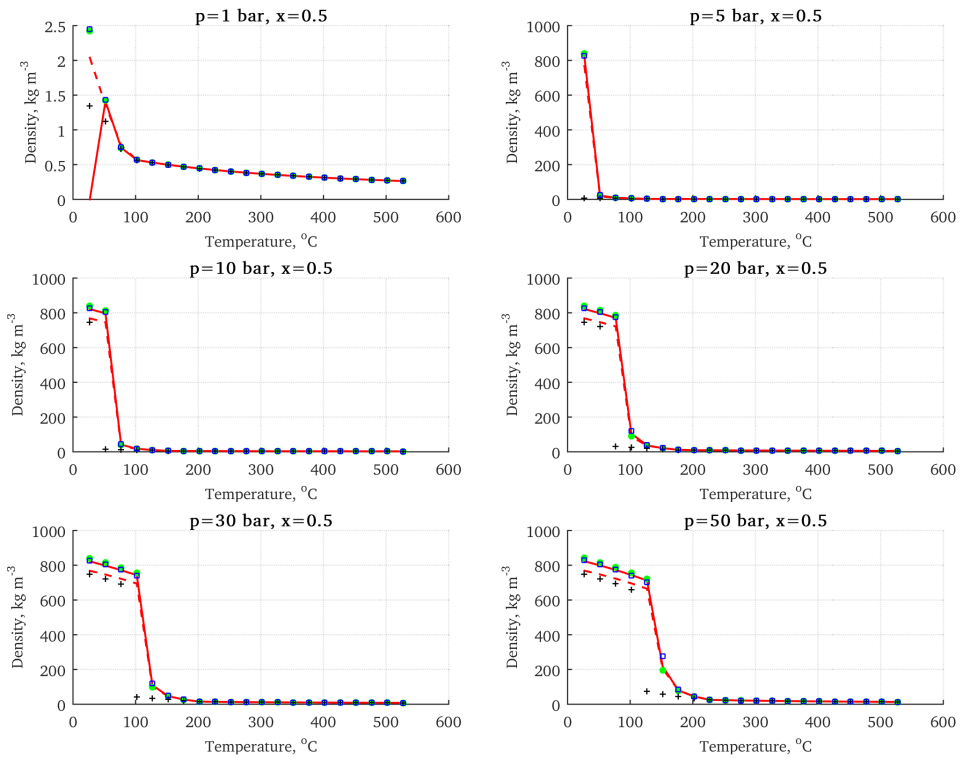 p=1 bar, x=0.5
Density, kg m⁻³
2.5
2
1.5
1
0.5
0
0 100 200 300 400 500 600
Temperature, °C
p=5 bar, x=0.5
Density, kg m⁻³
1000
800
600
400
200
0
0 100 200 300 400 500 600
Temperature, °C
p=10 bar, x=0.5
Density, kg m⁻³
1000
800
600
400
200
0
0 100 200 300 400 500 600
Temperature, °C
p=20 bar, x=0.5
Density, kg m⁻³
1000
800
600
400
200
0
0 100 200 300 400 500 600
Temperature, °C
p=30 bar, x=0.5
Density, kg m⁻³
1000
800
600
400
200
0
0 100 200 300 400 500 600
Temperature, °C
p=50 bar, x=0.5
Density, kg m⁻³
1000
800
600
400
200
0
0 100 200 300 400 500 600
Temperature, °C